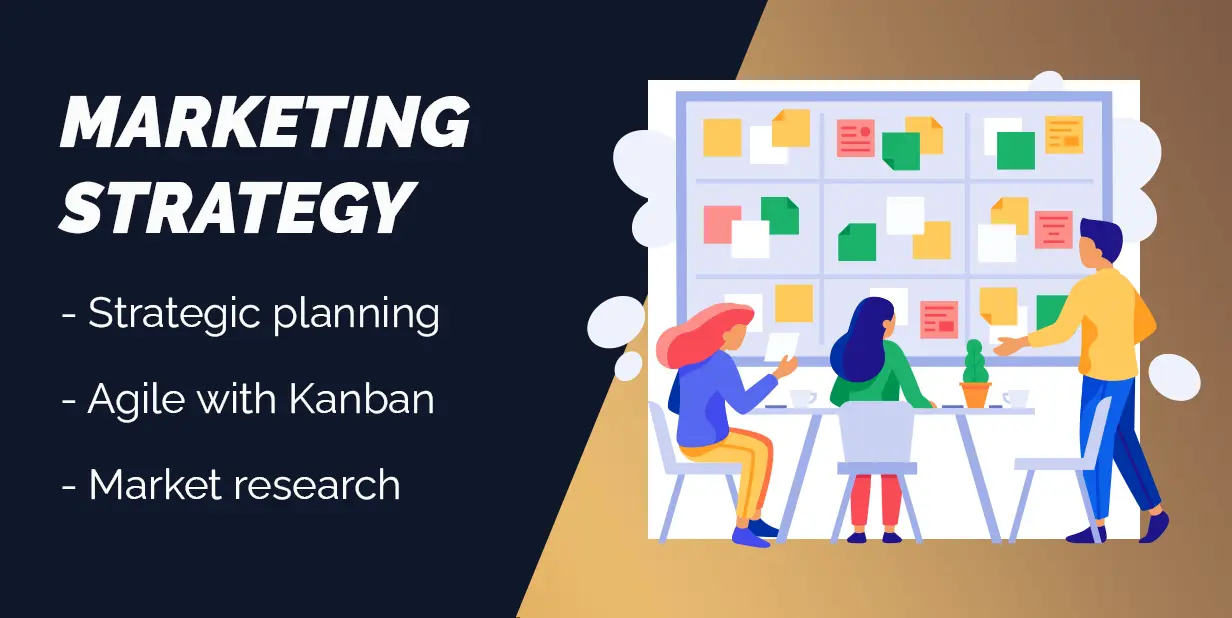 MARKETING
STRATEGY
- Strategic planning
- Agile with Kanban
- Market research